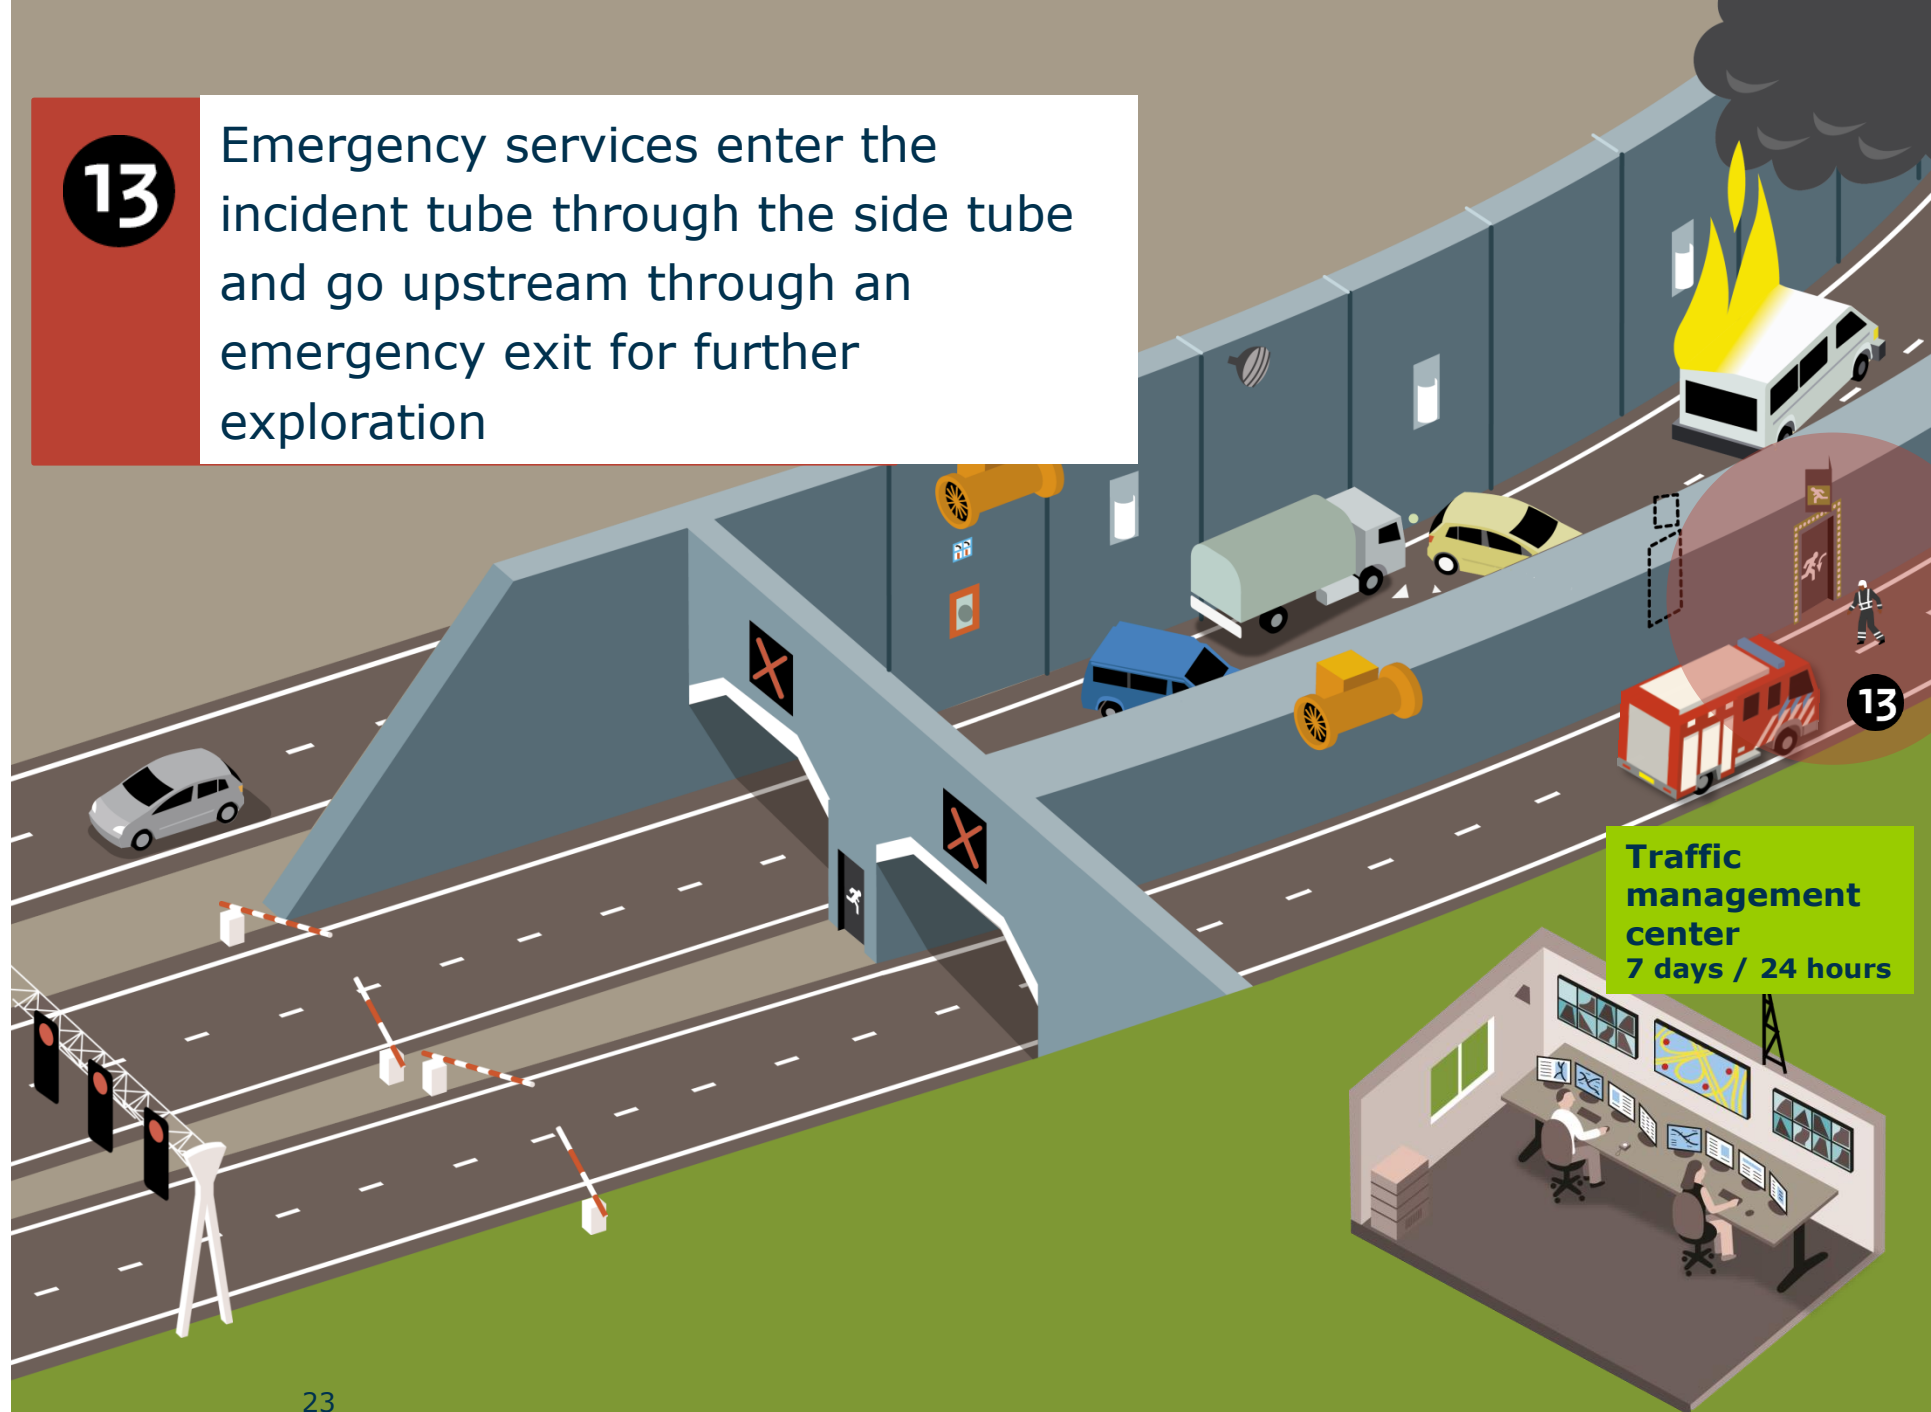 13
Emergency services enter the
incident tube through the side tube
and go upstream through an
emergency exit for further
exploration
13
Traffic
management
center
7 days / 24 hours
23